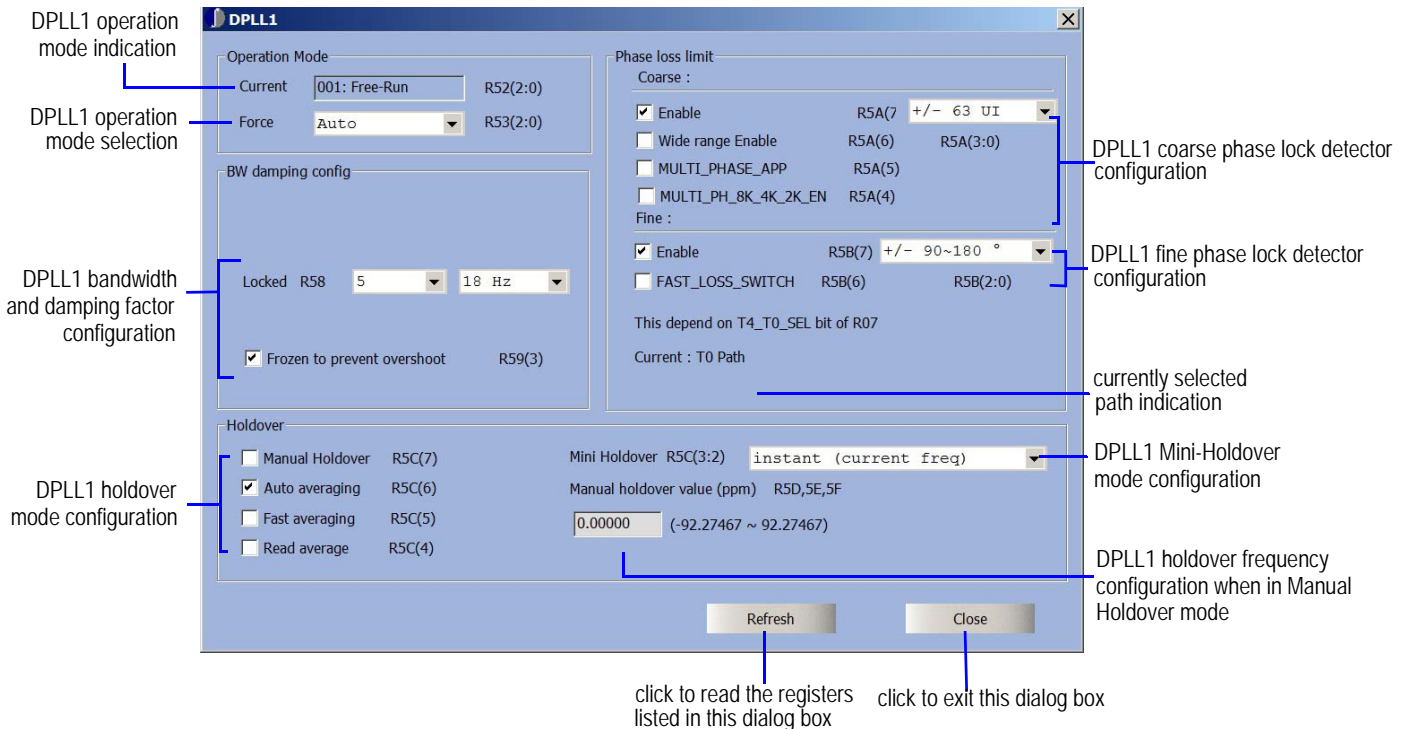 DPLL1 operation
mode indication
DPLL1 operation
mode selection
DPLL1 bandwidth
and damping factor
configuration
DPLL1 holdover
mode configuration
DPLL1
Operation Mode
Current 001: Free-Run R52(2:0)
Force Auto R53(2:0)
BW damping config
Locked R58 5 18 Hz
Frozen to prevent overshoot R59(3)
Phase loss limit
Coarse :
Enable R5A(7 +/- 63 UI
Wide range Enable R5A(6) R5A(3:0)
MULTI_PHASE_APP R5A(5)
MULTI_PH_8K_4K_2K_EN R5A(4)
Fine :
Enable R5B(7) +/- 90~180 °
FAST_LOSS_SWITCH R5B(6) R5B(2:0)
This depend on T4_T0_SEL bit of R07
Current : T0 Path
Holdover
Manual Holdover R5C(7)
Auto averaging R5C(6)
Fast averaging R5C(5)
Read average R5C(4)
Mini Holdover R5C(3:2) instant (current freq)
Manual holdover value (ppm) R5D,5E,5F
0.00000 (-92.27467 ~ 92.27467)
Refresh Close
DPLL1 coarse phase lock detector
configuration
DPLL1 fine phase lock detector
configuration
currently selected
path indication
DPLL1 Mini-Holdover
mode configuration
DPLL1 holdover frequency
configuration when in Manual
Holdover mode
click to read the registers
listed in this dialog box
click to exit this dialog box